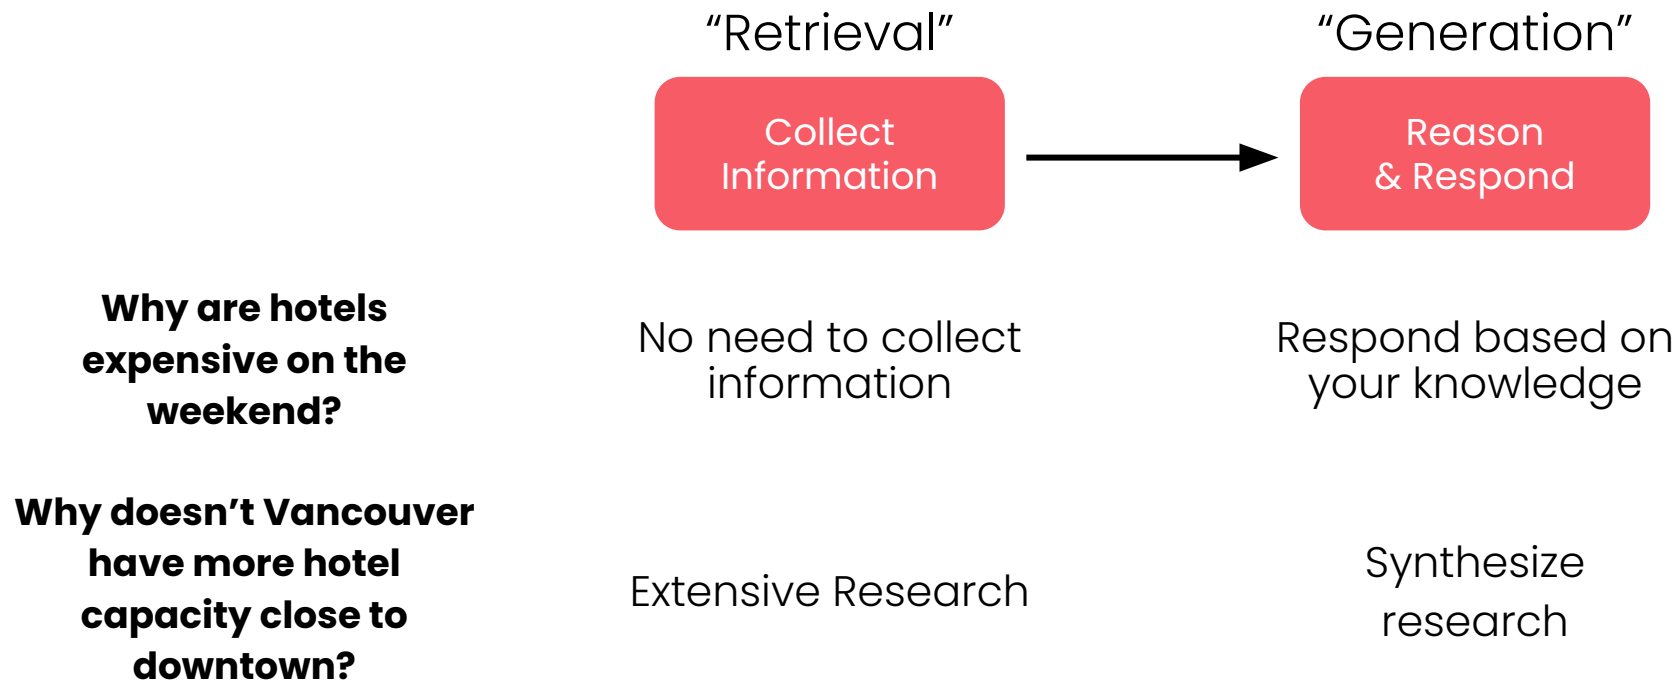 “Retrieval”
“Generation”
Collect
Information
Reason
& Respond
Why are hotels
expensive on the
weekend?
No need to collect
information
Respond based on
your knowledge
Why doesn’t Vancouver
have more hotel
capacity close to
downtown?
Extensive Research
Synthesize
research